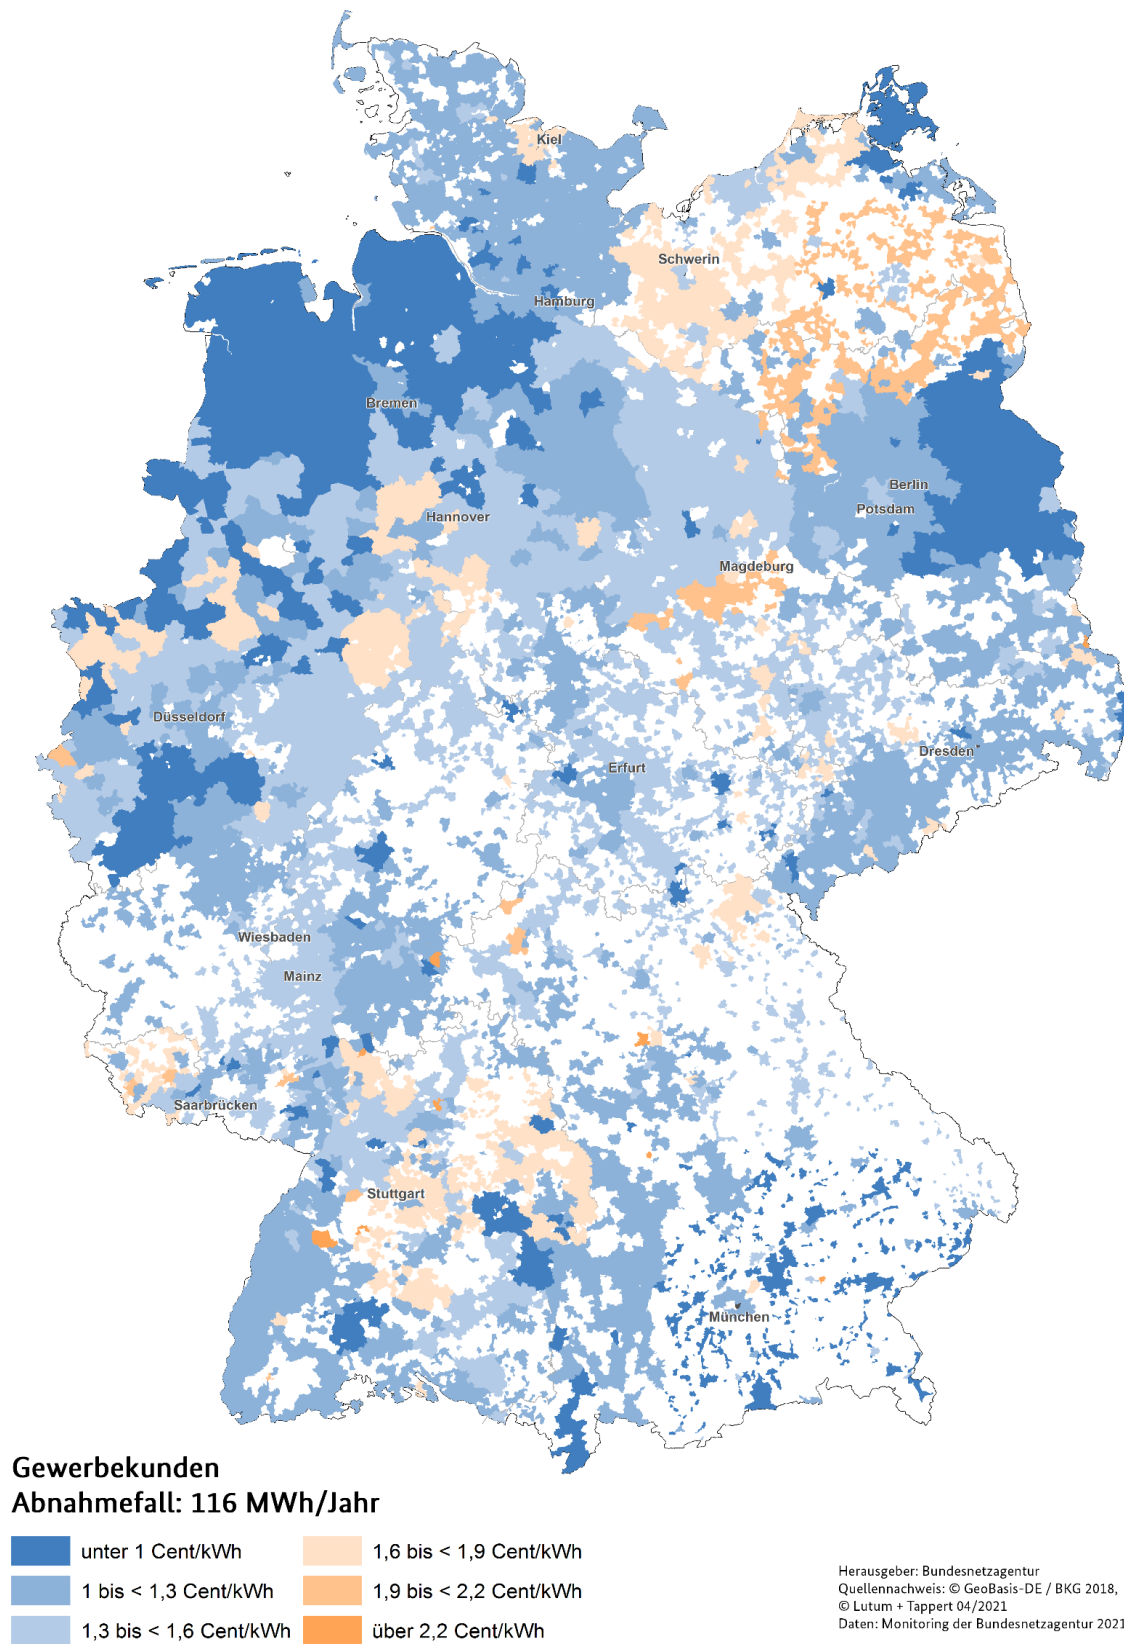 Kiel
Schwerin
Hamburg
Bremen
Berlin
Hannover
Potsdam
Magdeburg
Düsseldorf
Dresden
Erfurt
Wiesbaden
Mainz
Saarbrücken
Stuttgart
München
Gewerbekunden
Abnahmefall: 116 MWh/Jahr
unter 1 Cent/kWh
1 bis < 1,3 Cent/kWh
1,3 bis < 1,6 Cent/kWh
1,6 bis < 1,9 Cent/kWh
1,9 bis < 2,2 Cent/kWh
über 2,2 Cent/kWh
Herausgeber: Bundesnetzagentur
Quellennachweis: © GeoBasis-DE / BKG 2018,
© Lutum + Tappert 04/2021
Daten: Monitoring der Bundesnetzagentur 2021